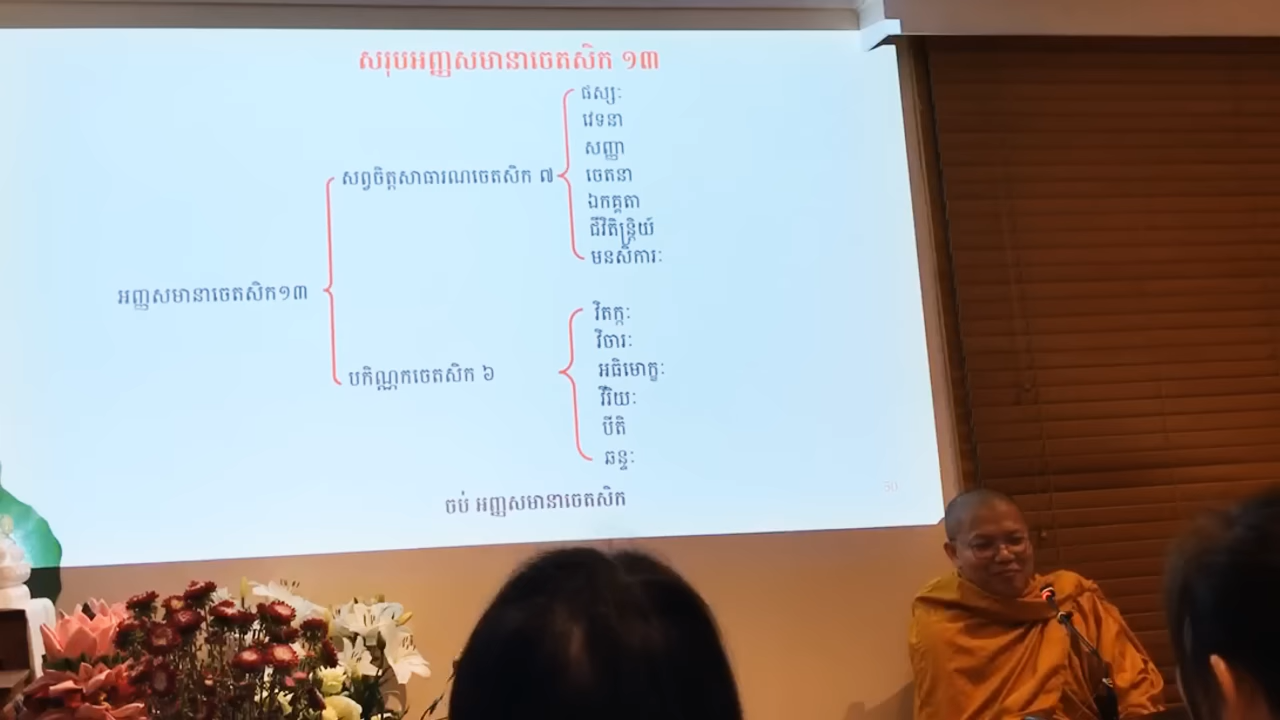 សរុបអញ្ញសមានាចេតសិក ១៣
អញ្ញសមានាចេតសិក១៣
សព្វចិត្តសាធារណចេតសិក ៧
ផស្សៈ
វេទនា
សញ្ញា
ចេតនា
ឯកគ្គតា
ជីវិតិន្ទ្រិយ៍
មនសិការៈ
បកិណ្ណកចេតសិក ៦
វិតក្កៈ
វិចារៈ
អធិមោក្ខៈ
វីរិយៈ
បីតិ
ឆន្ទៈ
ចប់ អញ្ញសមានាចេតសិក
30